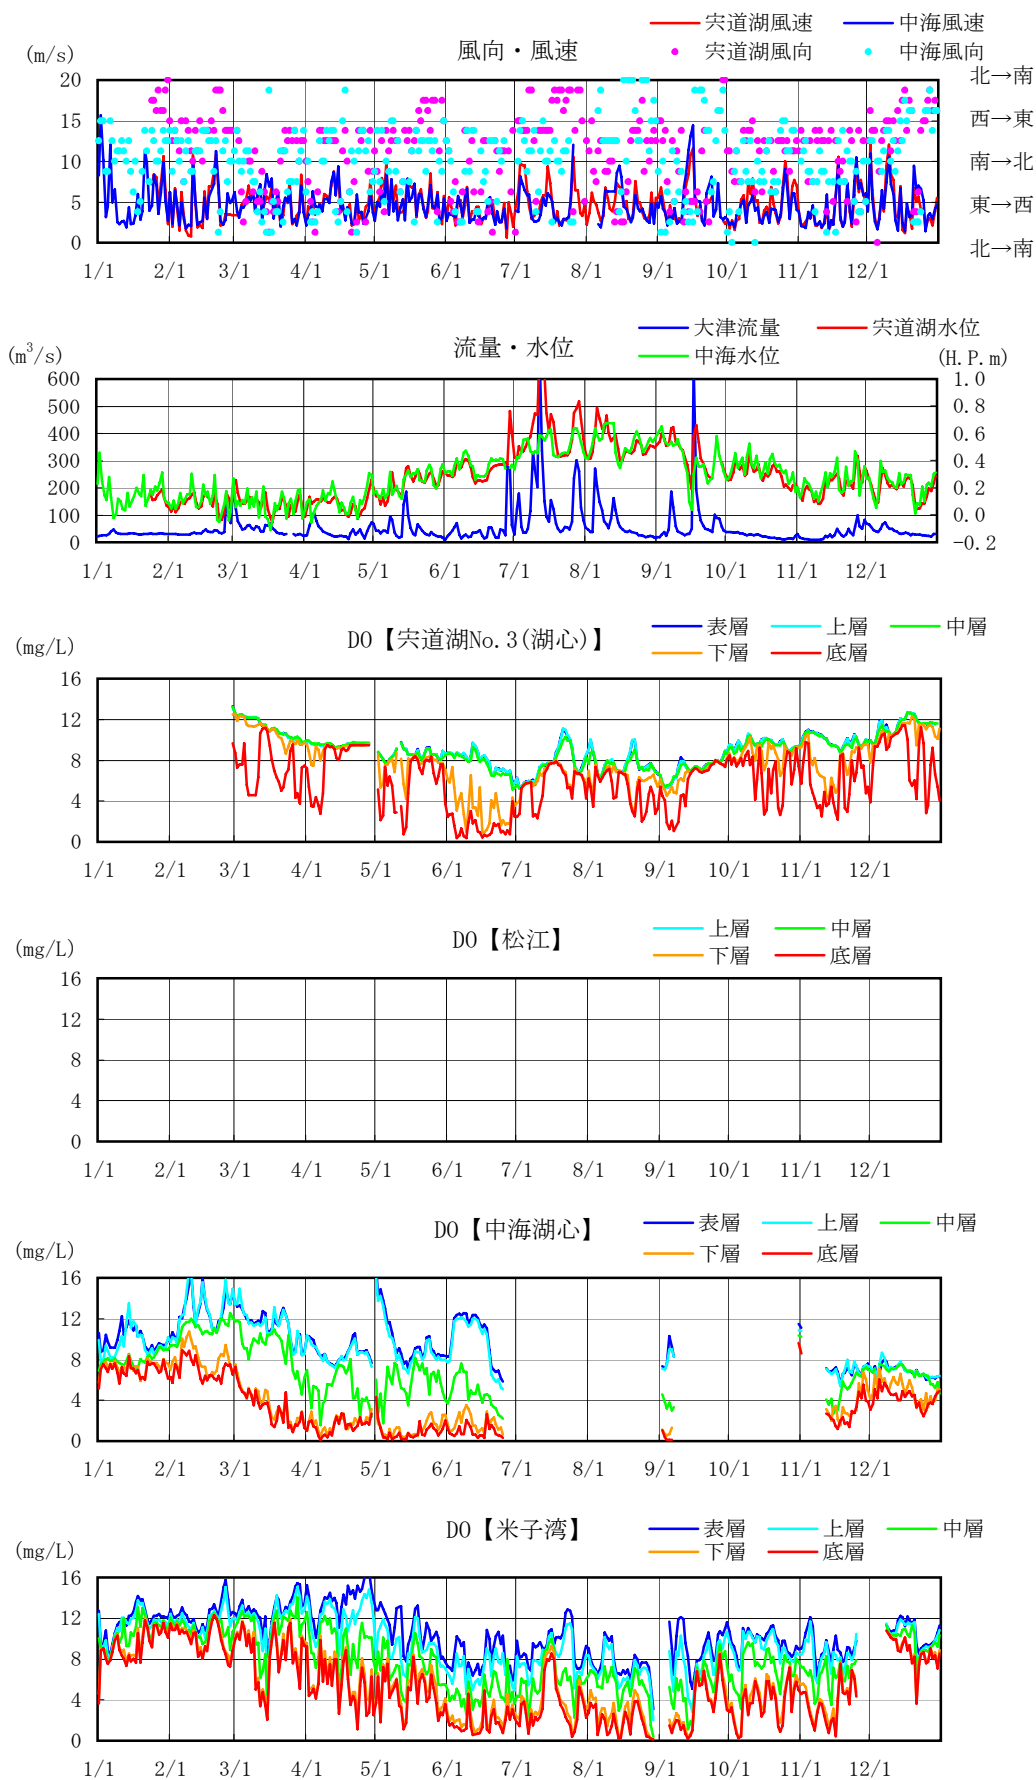 宍道湖風速 中海風速
(m/s) 風向・風速 宍道湖風向 中海風向
20 北→南
15 西→東
10 南→北
5 東→西
0 北→南
1/1 2/1 3/1 4/1 5/1 6/1 7/1 8/1 9/1 10/1 11/1 12/1
大津流量 宍道湖水位
(m³/s) 流量・水位 中海水位 (H.P.m)
600 1.0
500 0.8
400 0.6
300 0.4
200 0.2
100 0.0
0 -0.2
1/1 2/1 3/1 4/1 5/1 6/1 7/1 8/1 9/1 10/1 11/1 12/1
表層 上層 中層
(mg/L) DO【宍道湖No.3(湖心)】
下層 底層
16
12
8
4
0
1/1 2/1 3/1 4/1 5/1 6/1 7/1 8/1 9/1 10/1 11/1 12/1
上層 中層
(mg/L) DO【松江】
下層 底層
16
12
8
4
0
1/1 2/1 3/1 4/1 5/1 6/1 7/1 8/1 9/1 10/1 11/1 12/1
DO【中海湖心】 表層 上層 中層
(mg/L) 下層 底層
16
12
8
4
0
1/1 2/1 3/1 4/1 5/1 6/1 7/1 8/1 9/1 10/1 11/1 12/1
DO【米子湾】 表層 上層 中層
(mg/L) 下層 底層
16
12
8
4
0
1/1 2/1 3/1 4/1 5/1 6/1 7/1 8/1 9/1 10/1 11/1 12/1